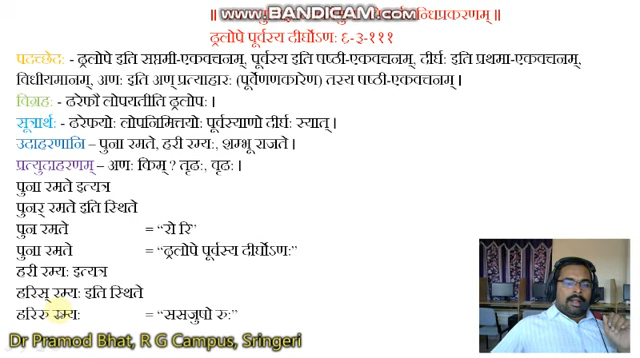 WWW.BANDICAM.COM
न्धिप्रकरणम् ॥
ढ्रलोपे पूर्वस्य दीर्घोऽण: ६-३-१११
पदच्छेद: - ढ्रलोपे इति सप्तमी-एकवचनम्, पूर्वस्य इति षष्ठी-एकवचनम्, दीर्घ: इति प्रथमा-एकवचनम्,
विधीयमानम्, अण: इति अण् प्रत्याहार: (पूर्वेणणकारेण) तस्य षष्ठी-एकवचनम् ।
विग्रह: - ढरेफौ लोपयतीति ढ्रलोप: ।
सूत्रार्थ: - ढरेफयो: लोपनिमित्तयो: पूर्वस्याणो दीर्घ: स्यात् ।
उदाहरणानि – पुना रमते, हरी रम्य:, शम्भू राजते ।
प्रत्युदाहरणम् – अण: किम् ? तृढ:, वृढ: ।
पुना रमते इत्यत्र
पुनर् रमते इति स्थिते
पुन रमते = “रो रि”
पुना रमते = “ढ्रलोपे पूर्वस्य दीर्घोऽण:”
हरी रम्य: इत्यत्र
हरिस् रम्य: इति स्थिते
हरिरु रम्य: = “ससजुषो रु:”
Dr Pramod Bhat, R G Campus, Sringeri